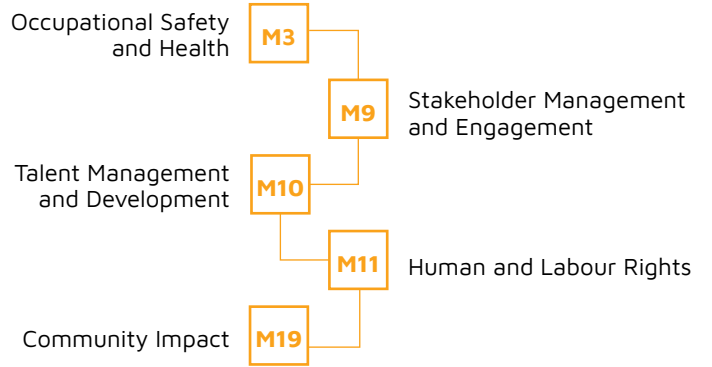 Occupational Safety
and Health
M3
M9
Stakeholder Management
and Engagement
Talent Management
and Development
M10
M11
Human and Labour Rights
Community Impact
M19